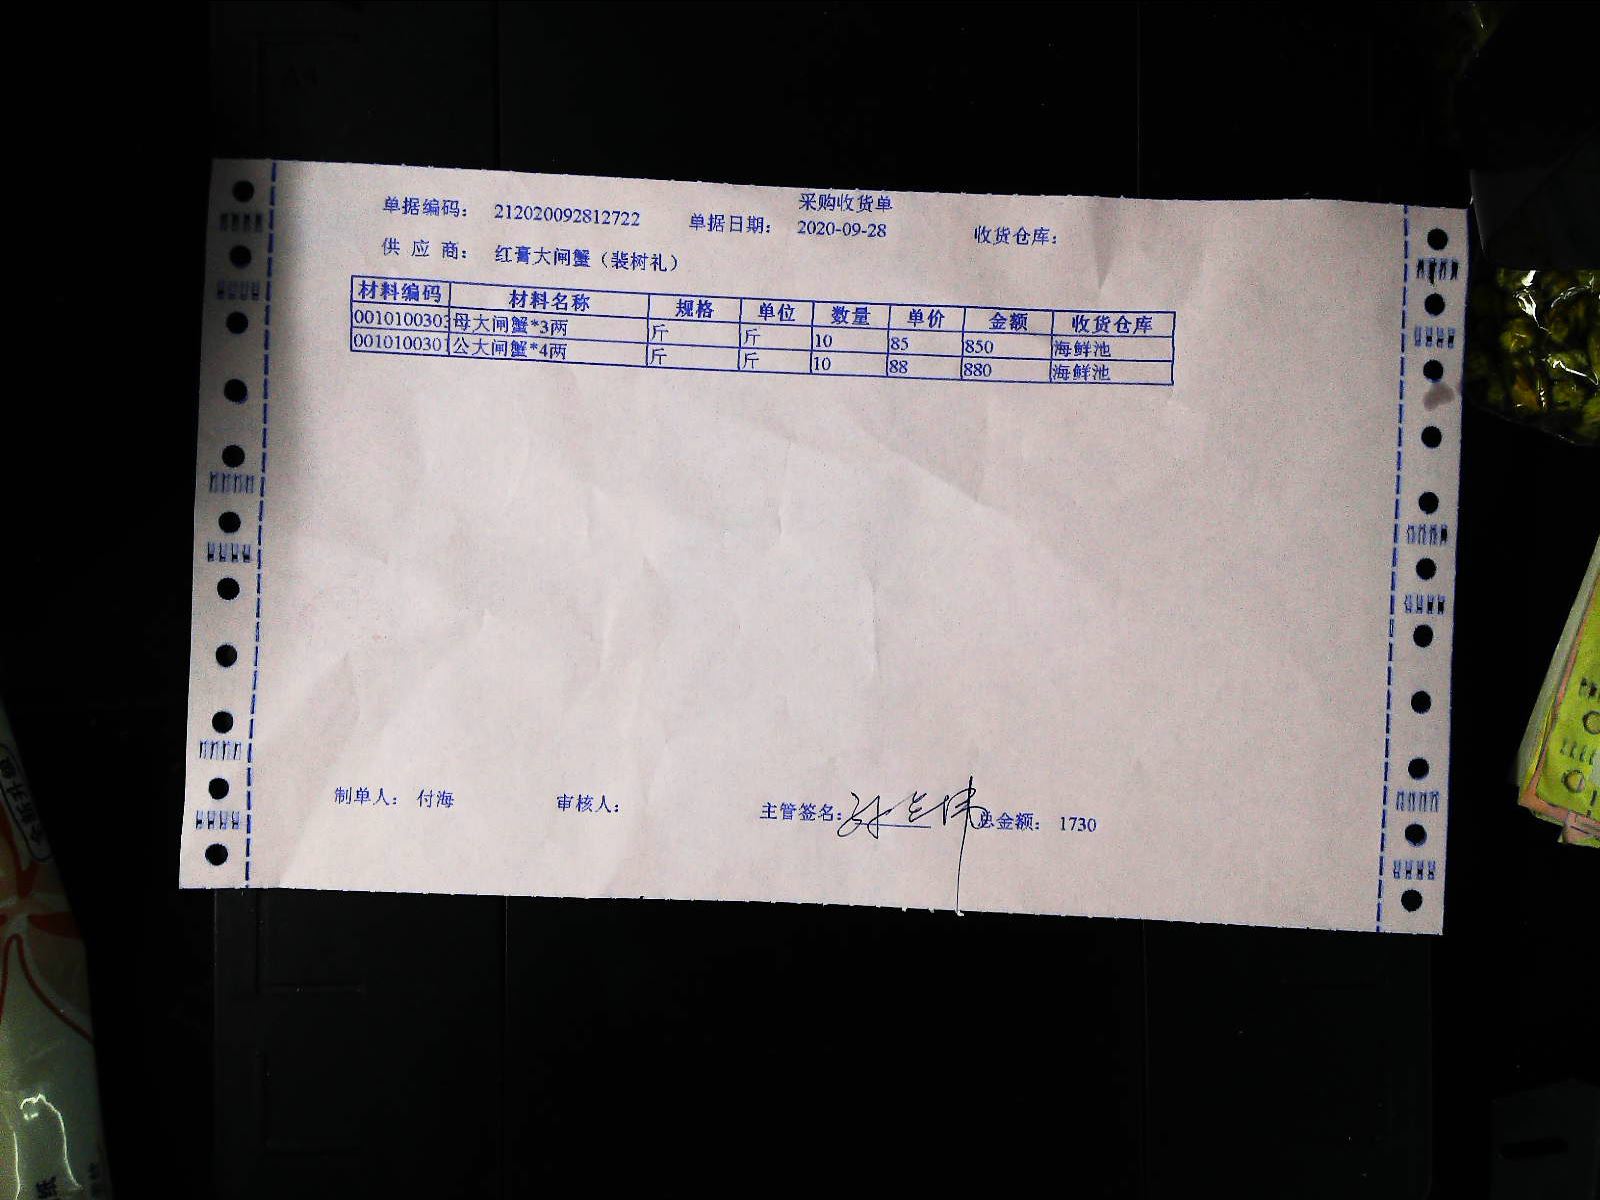 采购收货单
单据编码： 212020092812722 单据日期： 2020-09-28 收货仓库：
供 应 商： 红膏大闸蟹（裴树礼）
材料编码 材料名称 规格 单位 数量 单价 金额 收货仓库
0010100303 母大闸蟹*3两 斤 斤 10 85 850 海鲜池
0010100301 公大闸蟹*4两 斤 斤 10 88 880 海鲜池
制单人： 付海 审核人： 主管签名： 总金额： 1730